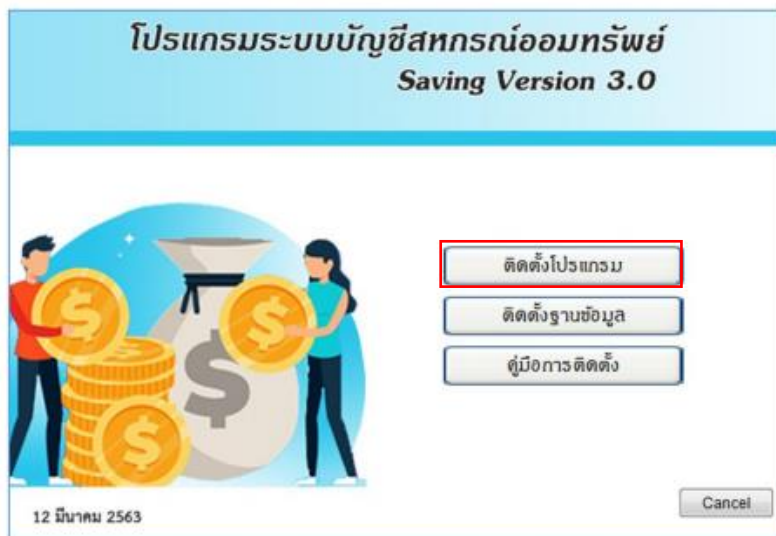 โปรแกรมระบบบัญชีสหกรณ์ออมทรัพย์
Saving Version 3.0
ติดตั้งโปรแกรม
ติดตั้งฐานข้อมูล
คู่มือการติดตั้ง
Cancel
12 มีนาคม 2563